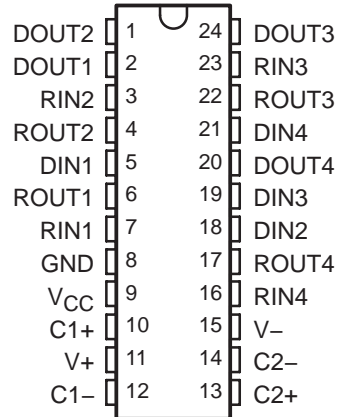 DOUT2 1 24 DOUT3
DOUT1 2 23 RIN3
RIN2 3 22 ROUT3
ROUT2 4 21 DIN4
DIN1 5 20 DOUT4
ROUT1 6 19 DIN3
RIN1 7 18 DIN2
GND 8 17 ROUT4
VCC 9 16 RIN4
C1+ 10 15 V−
V+ 11 14 C2−
C1− 12 13 C2+